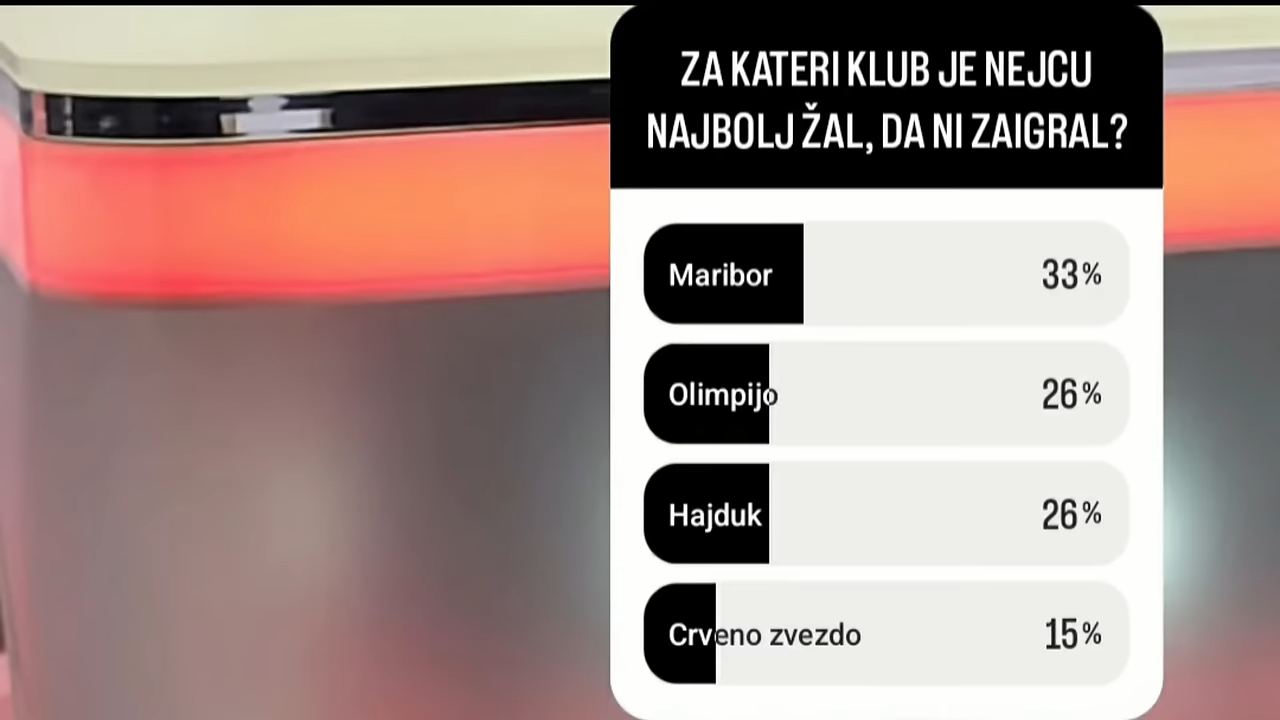 ZA KATERI KLUB JE NEJCU
NAJBOLJ ŽAL, DA NI ZAIGRAL?
Maribor 33%
Olimpijo 26%
Hajduk 26%
Crveno zvezdo 15%